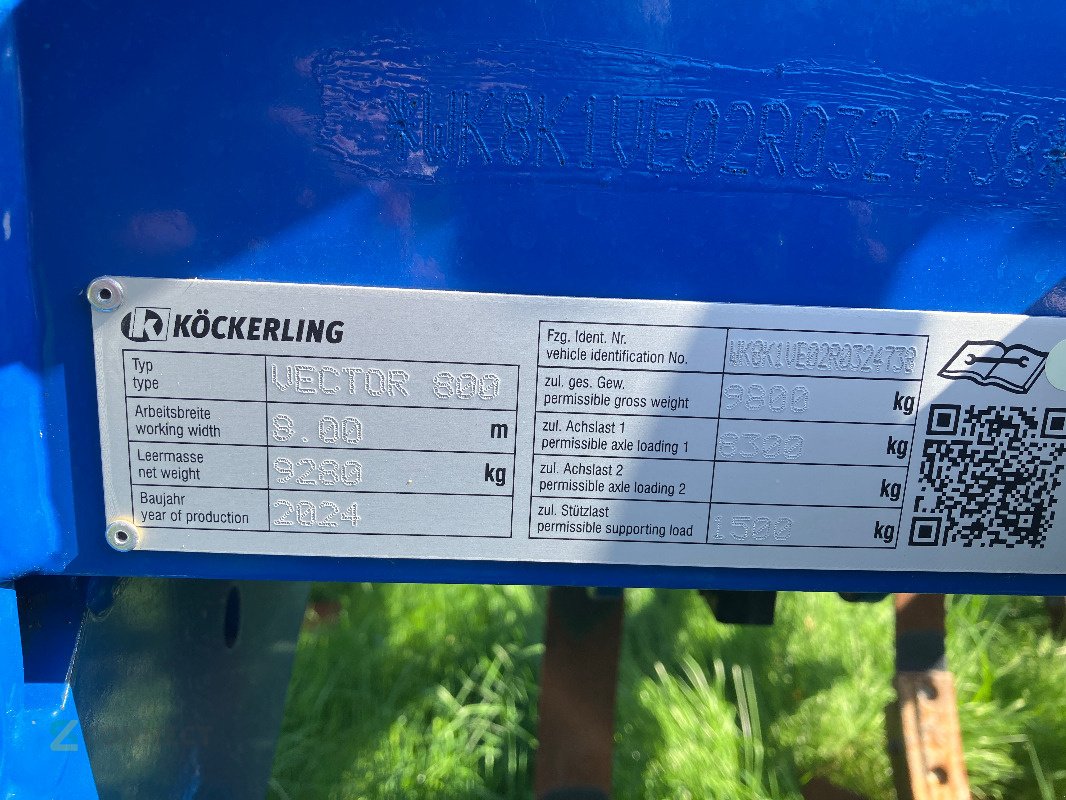 *WK8K1VE02R0324738*
KÖCKERLING
Typ
type
VECTOR 800
Arbeitsbreite
working width
8.00 m
Leermasse
net weight
9280 kg
Baujahr
year of production
2024
Fzg. Ident. Nr.
vehicle identification No.
WK8K1VE02R0324738
zul. ges. Gew.
permissible gross weight
9800 kg
zul. Achslast 1
permissible axle loading 1
8300
zul. Achslast 2
permissible axle loading 2
kg
zul. Stützlast
permissible supporting load
1500 kg